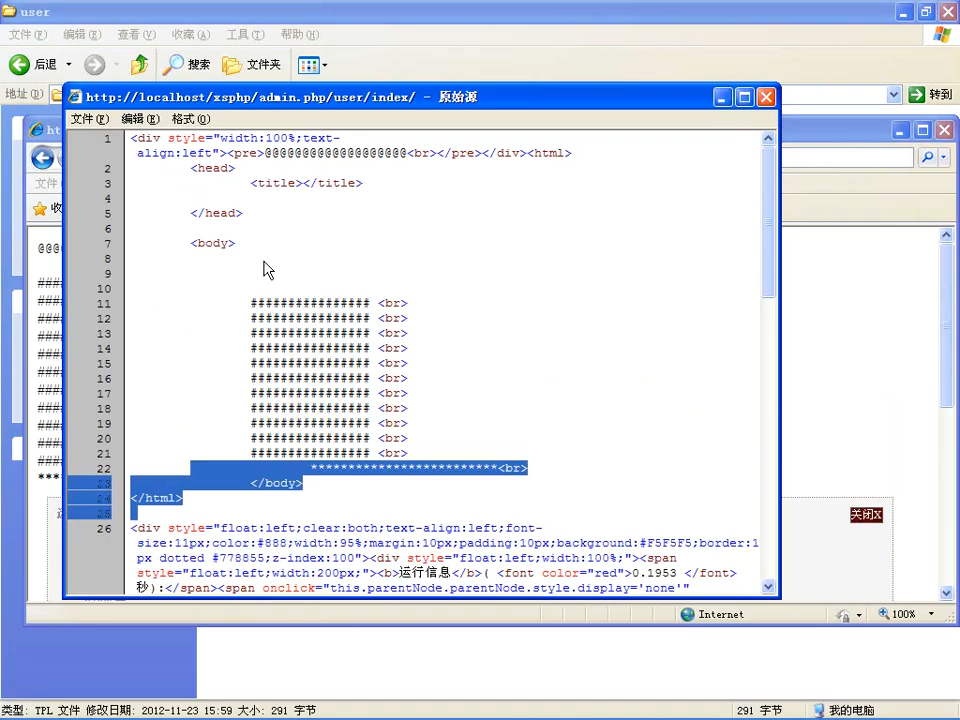 user
文件(F) 编辑(E) 查看(V) 收藏(A) 工具(T) 帮助(H)
后退 搜索 文件夹
地址(D) 转到
http://localhost/xsphp/admin.php/user/index/ - 原始源
文件(F) 编辑(E) 格式(O)
1 <div style="width:100%;text-
align:left"><pre>@@@@@@@@@@@@@@@@@@@<br></pre></div><html>
2 <head>
3 <title></title>
4
5 </head>
6
7 <body>
8
9
10
11 ################ <br>
12 ################ <br>
13 ################ <br>
14 ################ <br>
15 ################ <br>
16 ################ <br>
17 ################ <br>
18 ################ <br>
19 ################ <br>
20 ################ <br>
21 ################ <br>
22 *************************<br>
23 </body>
24 </html>
25
26 <div style="float:left;clear:both;text-align:left;font-
size:11px;color:#888;width:95%;margin:10px;padding:10px;background:#F5F5F5;border:1
px dotted #778855;z-index:100"><div style="float:left;width:100%;"><span
style="float:left;width:200px;"><b>运行信息</b>( <font color="red">0.1953 </font>
秒):</span><span onclick="this.parentNode.parentNode.style.display='none'"
关闭X
Internet 100%
类型: TPL 文件 修改日期: 2012-11-23 15:59 大小: 291 字节 291 字节 我的电脑